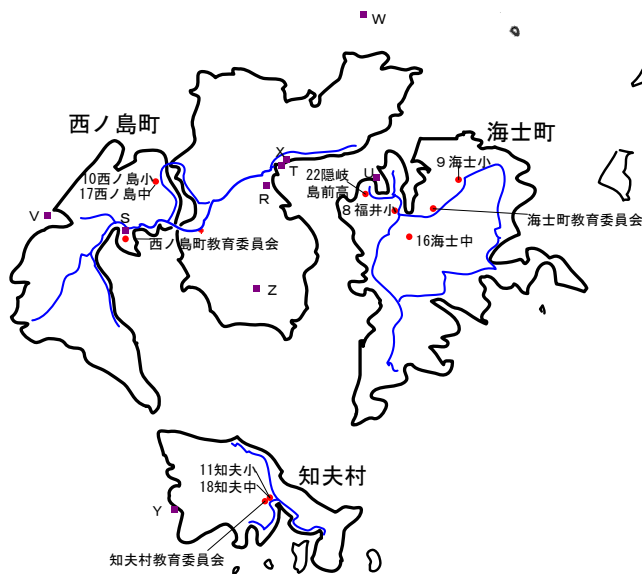 W
西ノ島町
海士町
10西ノ島小
17西ノ島中
X
T
R
22隠岐
島前高
U
9海士小
8福井小
海士町教育委員会
V
S
西ノ島町教育委員会
16海士中
Z
知夫村
11知夫小
18知夫中
Y
知夫村教育委員会